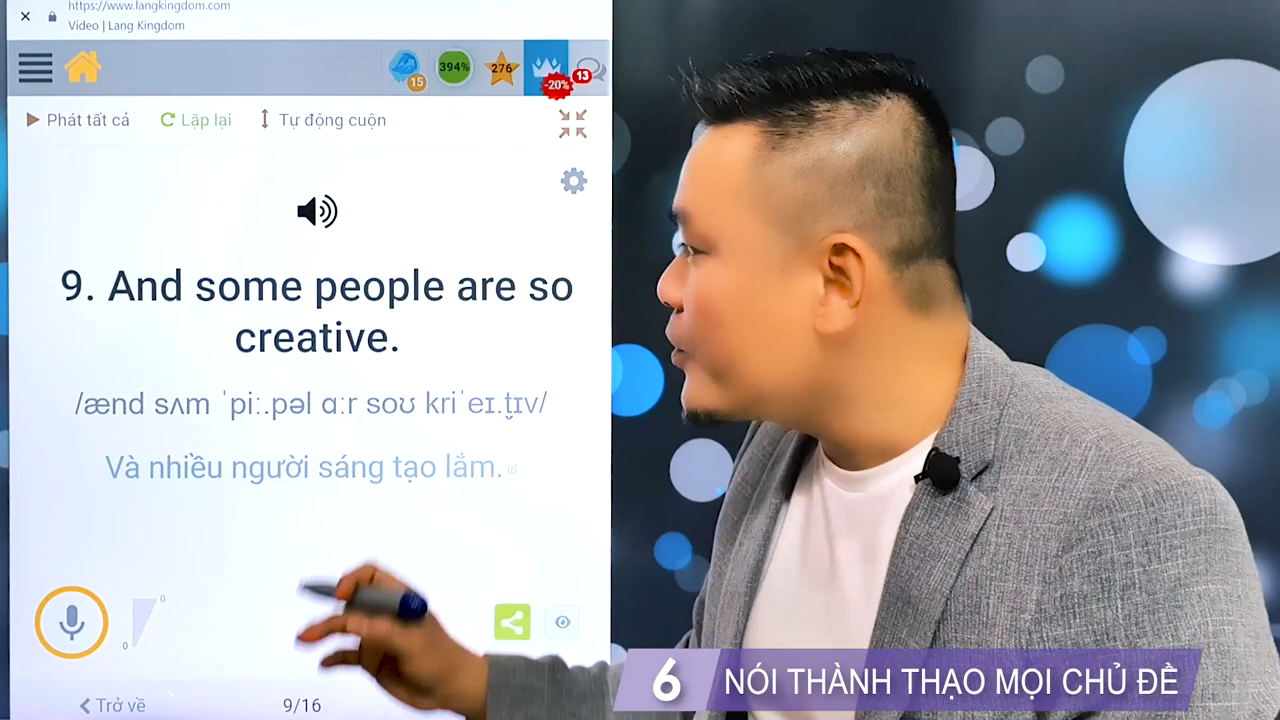 https://www.langkingdom.com
Video | Lang Kingdom
15
394%
276
-20%
13
Phát tất cả
Lặp lại
Tự động cuộn
9. And some people are so
creative.
/ænd sʌm ˈpiː.pəl ɑːr soʊ kriˈeɪ.t̬ɪv/
Và nhiều người sáng tạo lắm.
0
0
Trở về
9/16
6
NÓI THÀNH THẠO MỌI CHỦ ĐỀ